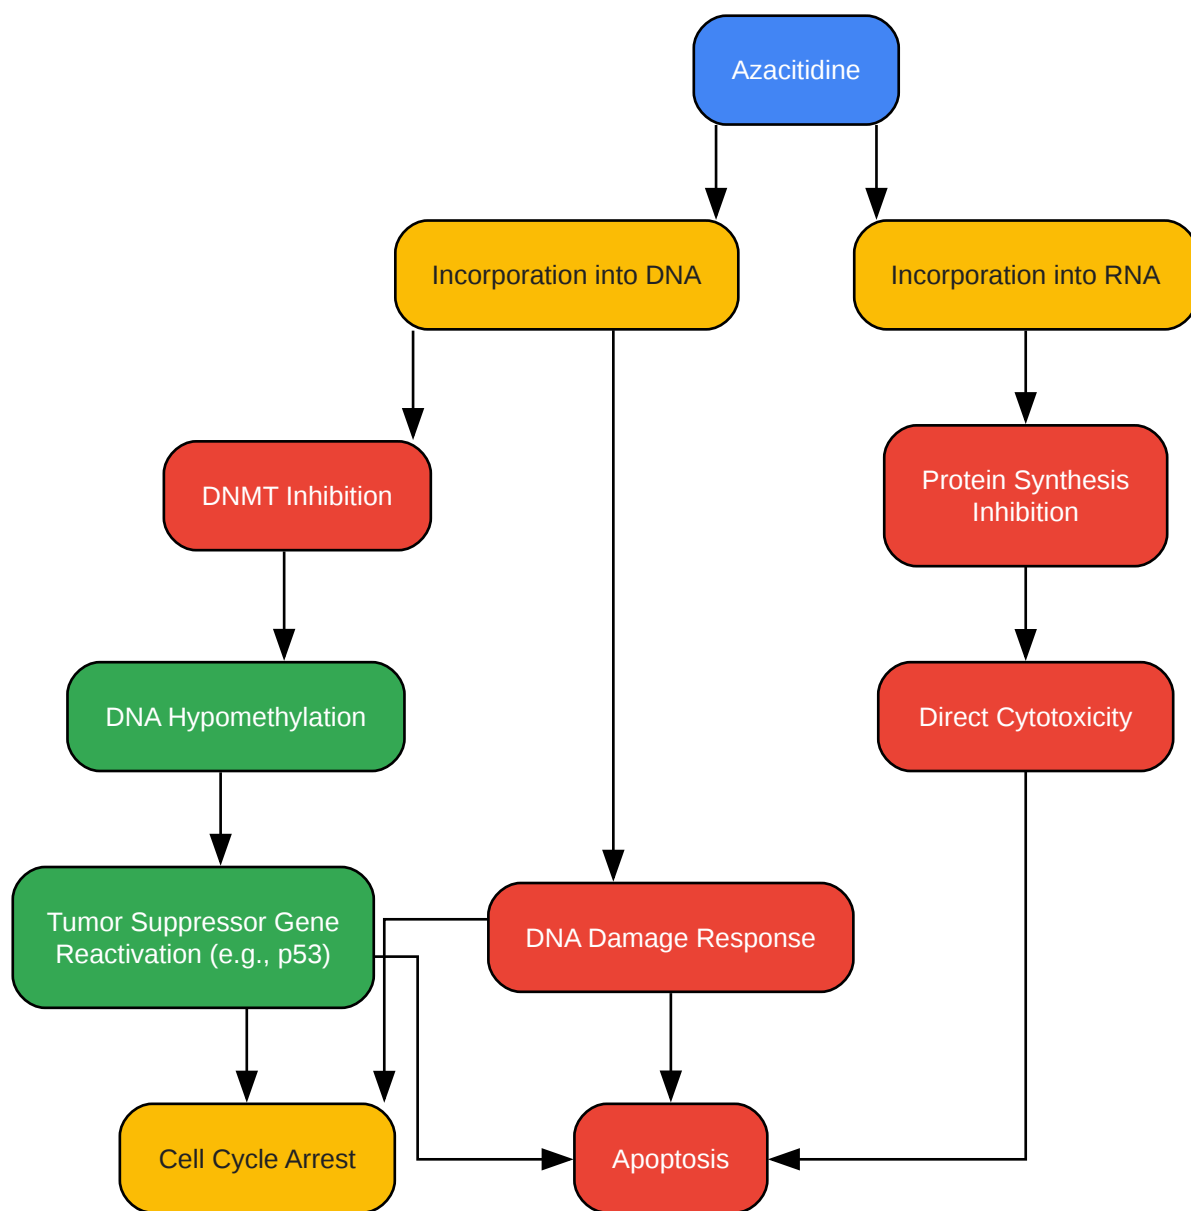 Azacitidine
Incorporation into DNA
Incorporation into RNA
DNMT Inhibition
Protein Synthesis
Inhibition
DNA Hypomethylation
Direct Cytotoxicity
Tumor Suppressor Gene
Reactivation (e.g., p53)
DNA Damage Response
Cell Cycle Arrest
Apoptosis